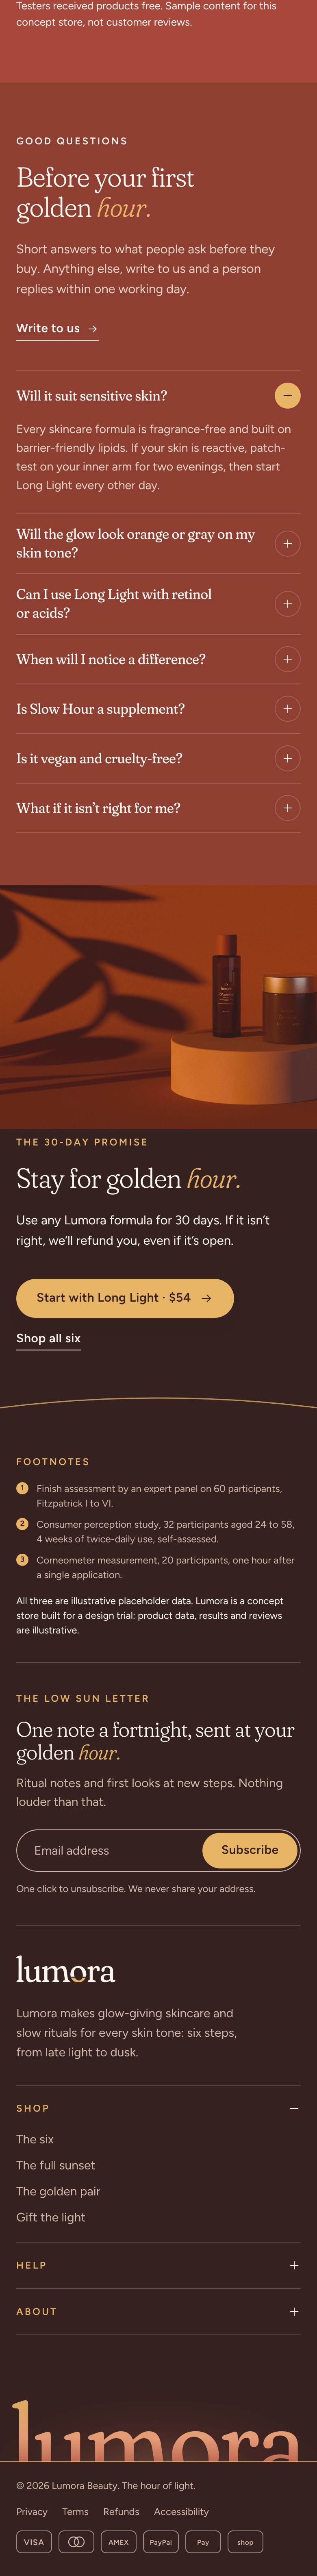 Testers received products free. Sample content for this
concept store, not customer reviews.
GOOD QUESTIONS
Before your first
golden hour.
Short answers to what people ask before they
buy. Anything else, write to us and a person
replies within one working day.
Write to us →
Will it suit sensitive skin?
Every skincare formula is fragrance-free and built on
barrier-friendly lipids. If your skin is reactive, patch-
test on your inner arm for two evenings, then start
Long Light every other day.
Will the glow look orange or gray on my
skin tone?
Can I use Long Light with retinol
or acids?
When will I notice a difference?
Is Slow Hour a supplement?
Is it vegan and cruelty-free?
What if it isn’t right for me?
THE 30-DAY PROMISE
Stay for golden hour.
Use any Lumora formula for 30 days. If it isn’t
right, we’ll refund you, even if it’s open.
Start with Long Light · $54 →
Shop all six
FOOTNOTES
1 Finish assessment by an expert panel on 60 participants,
Fitzpatrick I to VI.
2 Consumer perception study, 32 participants aged 24 to 58,
4 weeks of twice-daily use, self-assessed.
3 Corneometer measurement, 20 participants, one hour after
a single application.
All three are illustrative placeholder data. Lumora is a concept
store built for a design trial: product data, results and reviews
are illustrative.
THE LOW SUN LETTER
One note a fortnight, sent at your
golden hour.
Ritual notes and first looks at new steps. Nothing
louder than that.
Email address
Subscribe
One click to unsubscribe. We never share your address.
lumora
Lumora makes glow-giving skincare and
slow rituals for every skin tone: six steps,
from late light to dusk.
SHOP
The six
The full sunset
The golden pair
Gift the light
HELP
ABOUT
lumora
© 2026 Lumora Beauty. The hour of light.
Privacy Terms Refunds Accessibility
VISA AMEX PayPal Pay shop